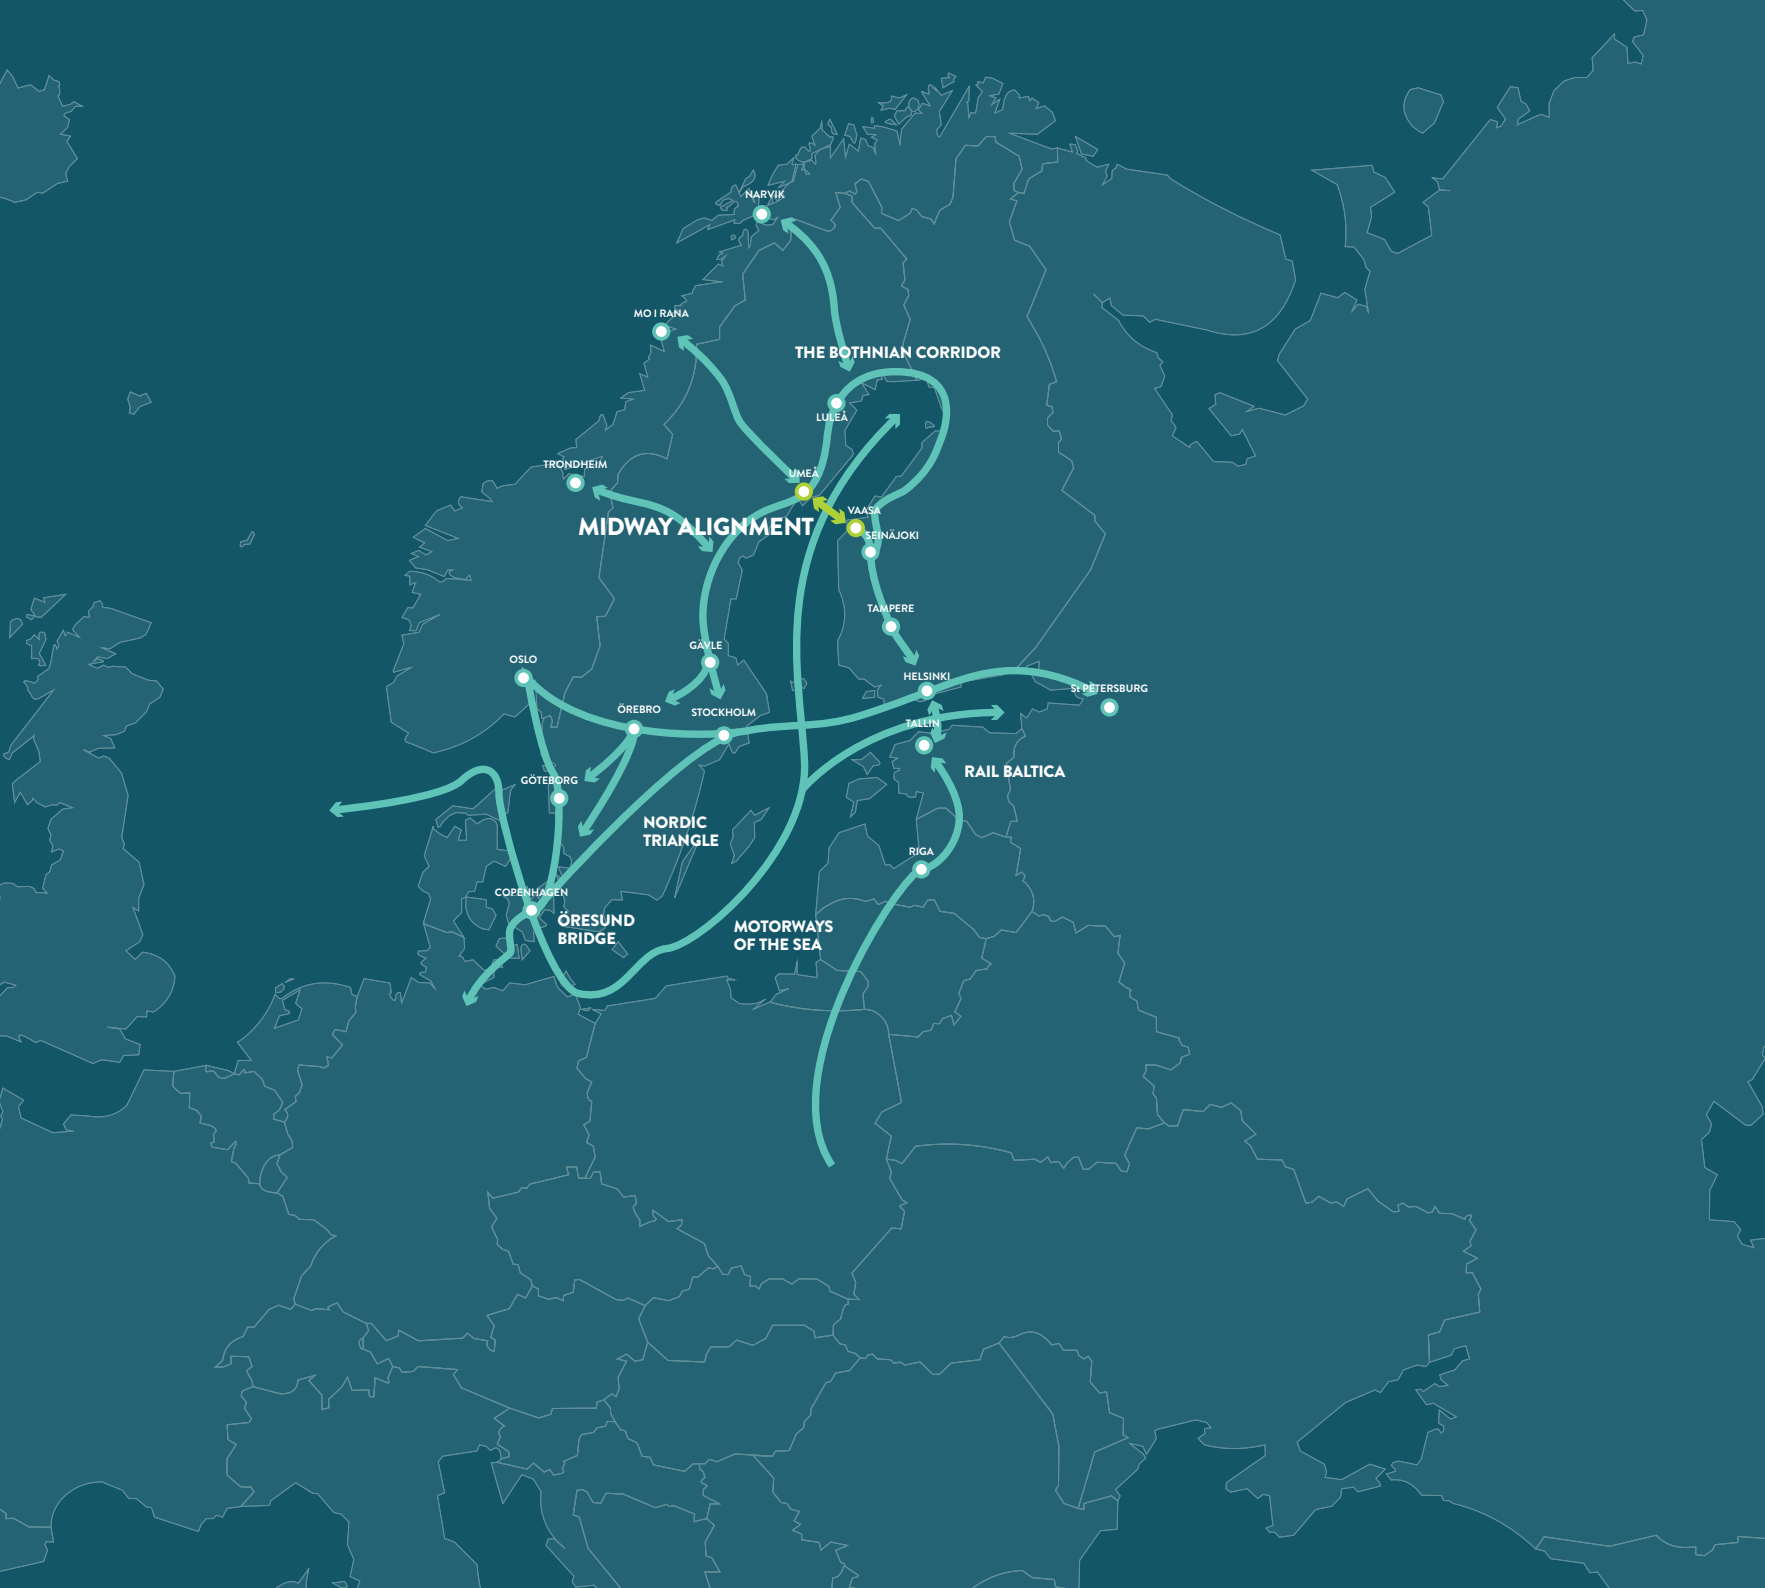 NARVIK
MO I RANA
THE BOTHNIAN CORRIDOR
LULEÅ
TRONDHEIM
UMEÅ
VAASA
MIDWAY ALIGNMENT
SEINÄJOKI
TAMPERE
GÄVLE
OSLO
HELSINKI
St PETERSBURG
ÖREBRO
STOCKHOLM
TALLIN
RAIL BALTICA
GÖTEBORG
NORDIC
TRIANGLE
RIGA
COPENHAGEN
ÖRESUND
BRIDGE
MOTORWAYS
OF THE SEA